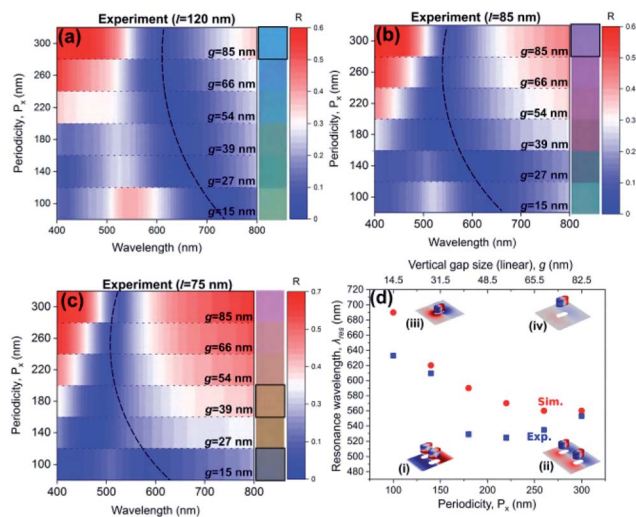 Experiment (l=120 nm)
R
(a)
Periodicity, Pₓ (nm)
320
260
220
180
140
100
g=85 nm
g=66 nm
g=54 nm
g=39 nm
g=27 nm
g=15 nm
400 500 600 700 800
Wavelength (nm)
0.6
0.5
0.4
0.3
0.2
0.1
0
Experiment (l=85 nm)
R
(b)
Periodicity, Pₓ (nm)
300
260
220
180
140
100
g=85 nm
g=66 nm
g=54 nm
g=39 nm
g=27 nm
g=15 nm
400 500 600 700 800
Wavelength (nm)
0.6
0.5
0.4
0.3
0.2
0.1
0
Experiment (l=75 nm)
R
(c)
Periodicity, Pₓ (nm)
300
260
220
180
140
100
g=85 nm
g=66 nm
g=54 nm
g=39 nm
g=27 nm
g=15 nm
400 500 600 700 800
Wavelength (nm)
0.7
0.6
0.4
0.3
0.2
0.1
0
Vertical gap size (linear), g (nm)
14.5 31.5 48.5 65.5 82.5
(d)
Resonance wavelength, λres (nm)
720
700
680
660
640
620
600
580
560
540
520
500
480
(iii)
(iv)
Sim.
Exp.
(i)
(ii)
100 150 200 250 300
Periodicity, Pₓ (nm)